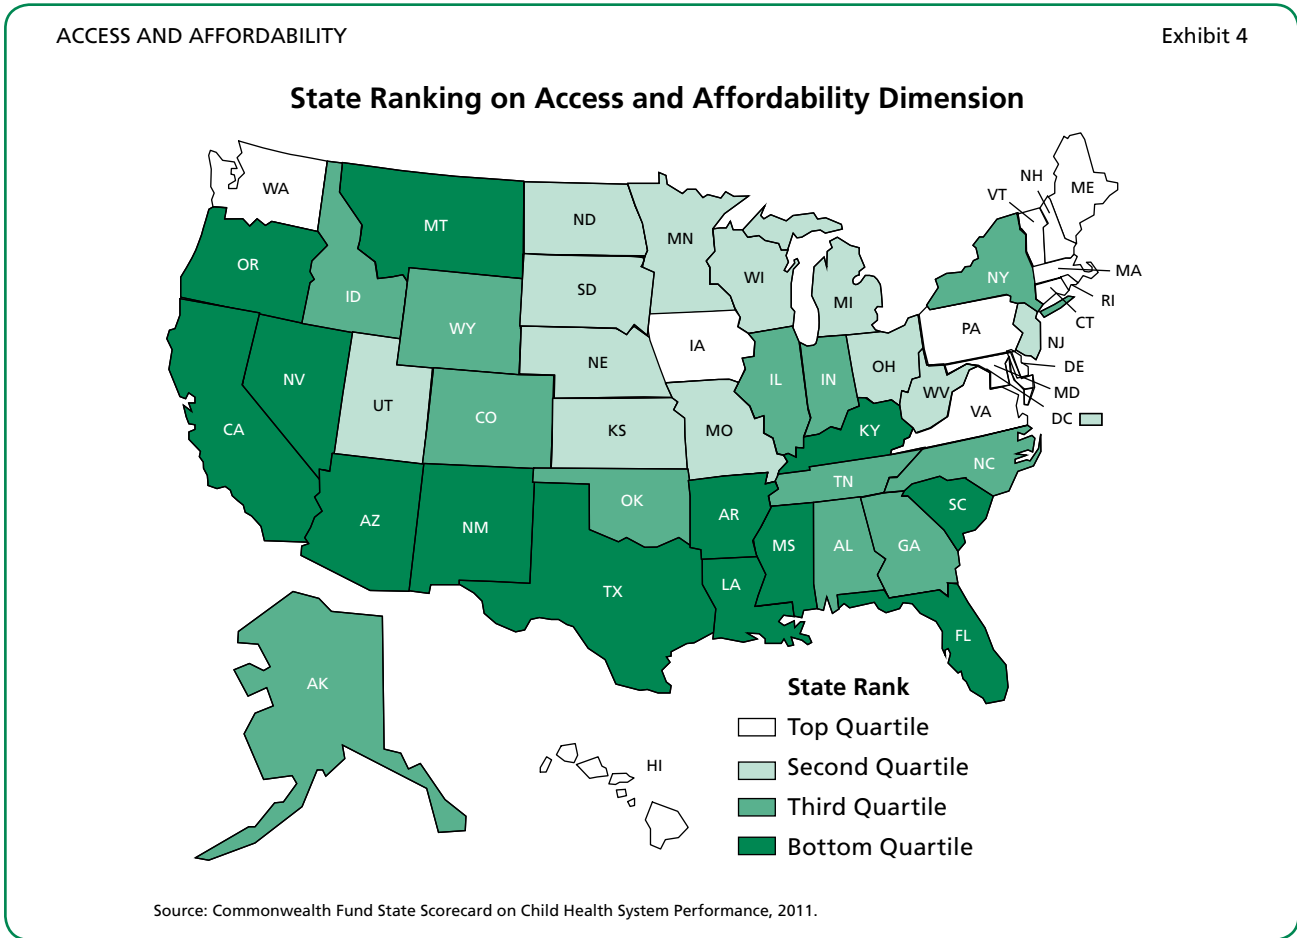 ACCESS AND AFFORDABILITY
Exhibit 4
State Ranking on Access and Affordability Dimension
WA
OR
CA
NV
ID
MT
WY
UT
CO
AZ
NM
ND
SD
NE
KS
OK
TX
MN
IA
MO
AR
LA
WI
IL
MI
IN
OH
KY
TN
MS
AL
GA
FL
SC
NC
VA
WV
PA
NY
VT
NH
ME
MA
RI
CT
NJ
DE
MD
DC
AK
HI
State Rank
Top Quartile
Second Quartile
Third Quartile
Bottom Quartile
Source: Commonwealth Fund State Scorecard on Child Health System Performance, 2011.